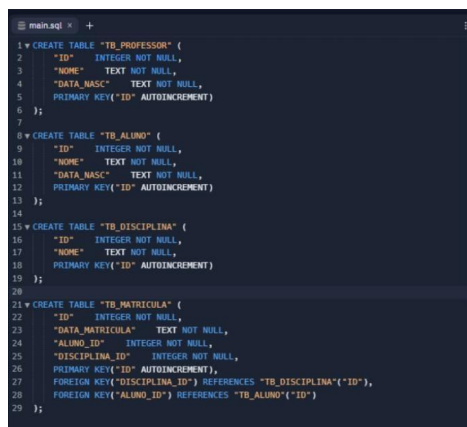 main.sql × +
1 CREATE TABLE "TB_PROFESSOR" (
2 "ID" INTEGER NOT NULL,
3 "NOME" TEXT NOT NULL,
4 "DATA_NASC" TEXT NOT NULL,
5 PRIMARY KEY("ID" AUTOINCREMENT)
6 );
7
8 CREATE TABLE "TB_ALUNO" (
9 "ID" INTEGER NOT NULL,
10 "NOME" TEXT NOT NULL,
11 "DATA_NASC" TEXT NOT NULL,
12 PRIMARY KEY("ID" AUTOINCREMENT)
13 );
14
15 CREATE TABLE "TB_DISCIPLINA" (
16 "ID" INTEGER NOT NULL,
17 "NOME" TEXT NOT NULL,
18 PRIMARY KEY("ID" AUTOINCREMENT)
19 );
20
21 CREATE TABLE "TB_MATRICULA" (
22 "ID" INTEGER NOT NULL,
23 "DATA_MATRICULA" TEXT NOT NULL,
24 "ALUNO_ID" INTEGER NOT NULL,
25 "DISCIPLINA_ID" INTEGER NOT NULL,
26 PRIMARY KEY("ID" AUTOINCREMENT),
27 FOREIGN KEY("DISCIPLINA_ID") REFERENCES "TB_DISCIPLINA"("ID"),
28 FOREIGN KEY("ALUNO_ID") REFERENCES "TB_ALUNO"("ID")
29 );